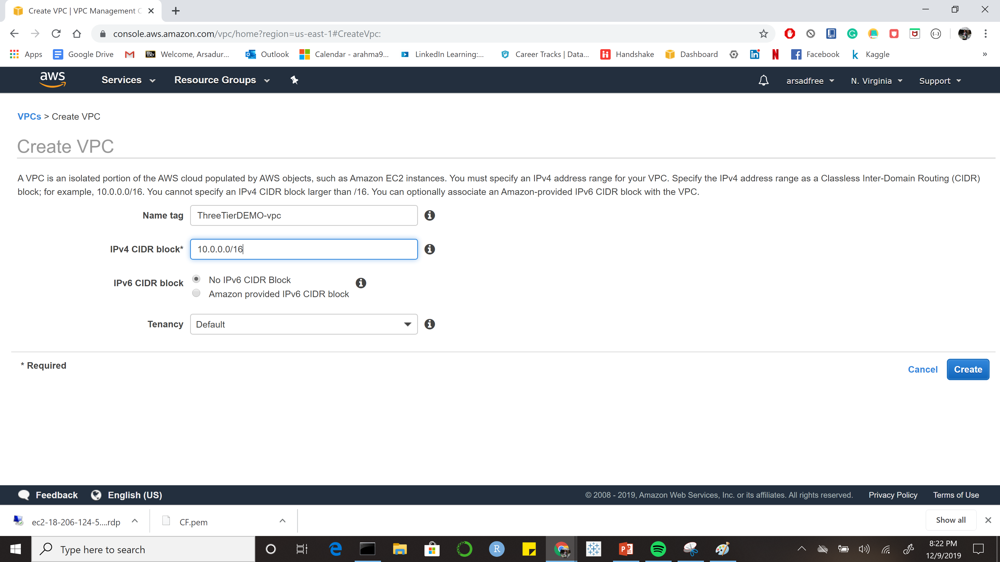 Create VPC | VPC Management C
console.aws.amazon.com/vpc/home?region=us-east-1#CreateVpc:
Apps Google Drive Bb Welcome, Arsadur... Outlook Calendar - arahma9... LinkedIn Learning:... Career Tracks | Data... Handshake Dashboard in N Facebook k Kaggle »
aws Services Resource Groups arsadfree N. Virginia Support
VPCs > Create VPC
Create VPC
A VPC is an isolated portion of the AWS cloud populated by AWS objects, such as Amazon EC2 instances. You must specify an IPv4 address range for your VPC. Specify the IPv4 address range as a Classless Inter-Domain Routing (CIDR)
block; for example, 10.0.0.0/16. You cannot specify an IPv4 CIDR block larger than /16. You can optionally associate an Amazon-provided IPv6 CIDR block with the VPC.
Name tag ThreeTierDEMO-vpc
IPv4 CIDR block* 10.0.0.0/16
IPv6 CIDR block No IPv6 CIDR Block
Amazon provided IPv6 CIDR block
Tenancy Default
* Required
Cancel Create
Feedback English (US) © 2008 - 2019, Amazon Web Services, Inc. or its affiliates. All rights reserved. Privacy Policy Terms of Use
ec2-18-206-124-5....rdp CF.pem Show all
Type here to search
8:22 PM
12/9/2019